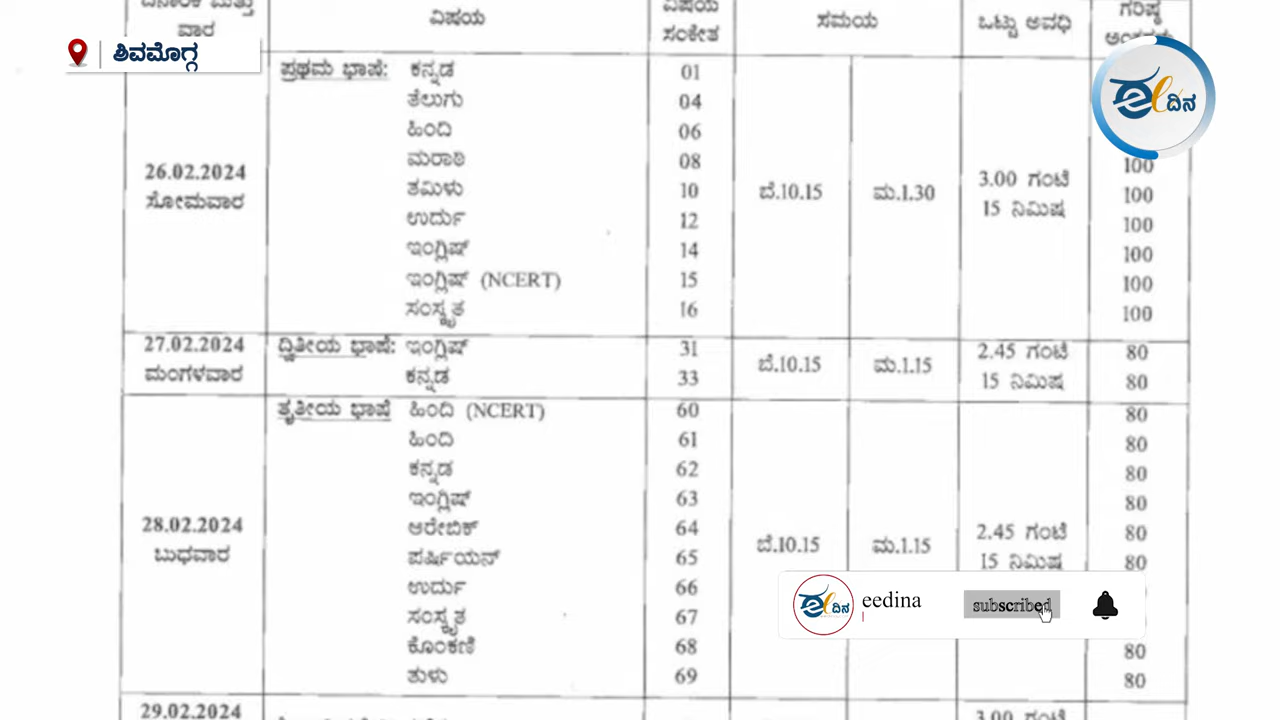 ದಿನಾಂಕ ಮತ್ತು ವಾರ
ವಿಷಯ
ವಿಷಯ ಸಂಕೇತ
ಸಮಯ
ಒಟ್ಟು ಅವಧಿ
ಗರಿಷ್ಠ
ಶಿವಮೊಗ್ಗ
ಈ ದಿನ
26.02.2024 ಸೋಮವಾರ
ಪ್ರಥಮ ಭಾಷೆ: ಕನ್ನಡ 01
ತೆಲುಗು 04
ಹಿಂದಿ 06
ಮರಾಠಿ 08 100
ತಮಿಳು 10 100
ಉರ್ದು 12 100
ಇಂಗ್ಲಿಷ್ 14 100
ಇಂಗ್ಲಿಷ್ (NCERT) 15 100
ಸಂಸ್ಕೃತ 16 100
ಬೆ.10.15 ಮ.1.30 3.00 ಗಂಟೆ
15 ನಿಮಿಷ
27.02.2024 ಮಂಗಳವಾರ
ದ್ವಿತೀಯ ಭಾಷೆ: ಇಂಗ್ಲಿಷ್ 31 80
ಕನ್ನಡ 33 80
ಬೆ.10.15 ಮ.1.15 2.45 ಗಂಟೆ
15 ನಿಮಿಷ
28.02.2024 ಬುಧವಾರ
ತೃತೀಯ ಭಾಷೆ ಹಿಂದಿ (NCERT) 60 80
ಹಿಂದಿ 61 80
ಕನ್ನಡ 62 80
ಇಂಗ್ಲಿಷ್ 63 80
ಅರೇಬಿಕ್ 64 80
ಪರ್ಷಿಯನ್ 65 80
ಉರ್ದು 66
ಸಂಸ್ಕೃತ 67
ಕೊಂಕಣಿ 68 80
ತುಳು 69 80
ಬೆ.10.15 ಮ.1.15 2.45 ಗಂಟೆ
15 ನಿಮಿಷ
ಈ ದಿನ
eedina
subscribed
29.02.2024
3.00 ಗಂಟೆ